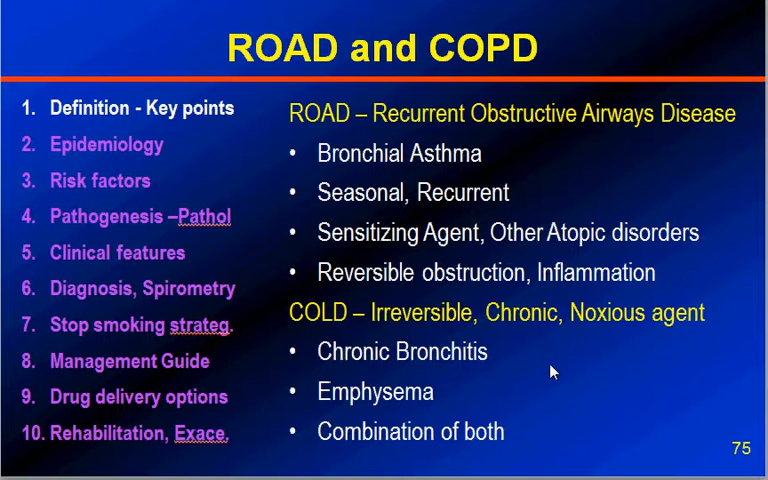 ROAD and COPD
1. Definition - Key points
2. Epidemiology
3. Risk factors
4. Pathogenesis –Pathol
5. Clinical features
6. Diagnosis, Spirometry
7. Stop smoking strateg.
8. Management Guide
9. Drug delivery options
10. Rehabilitation, Exace.
ROAD – Recurrent Obstructive Airways Disease
• Bronchial Asthma
• Seasonal, Recurrent
• Sensitizing Agent, Other Atopic disorders
• Reversible obstruction, Inflammation
COLD – Irreversible, Chronic, Noxious agent
• Chronic Bronchitis
• Emphysema
• Combination of both
75